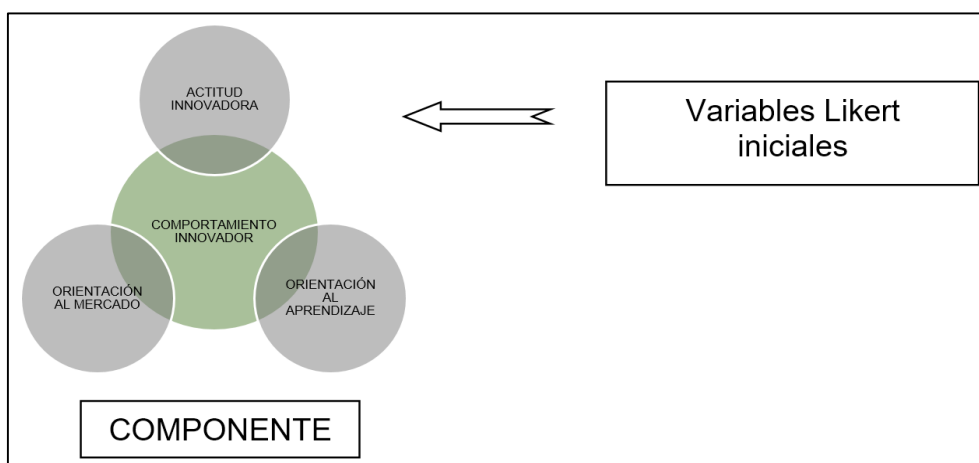 ACTITUD
INNOVADORA
Variables Likert
iniciales
COMPORTAMIENTO
INNOVADOR
ORIENTACIÓN
AL MERCADO
ORIENTACIÓN
AL
APRENDIZAJE
COMPONENTE